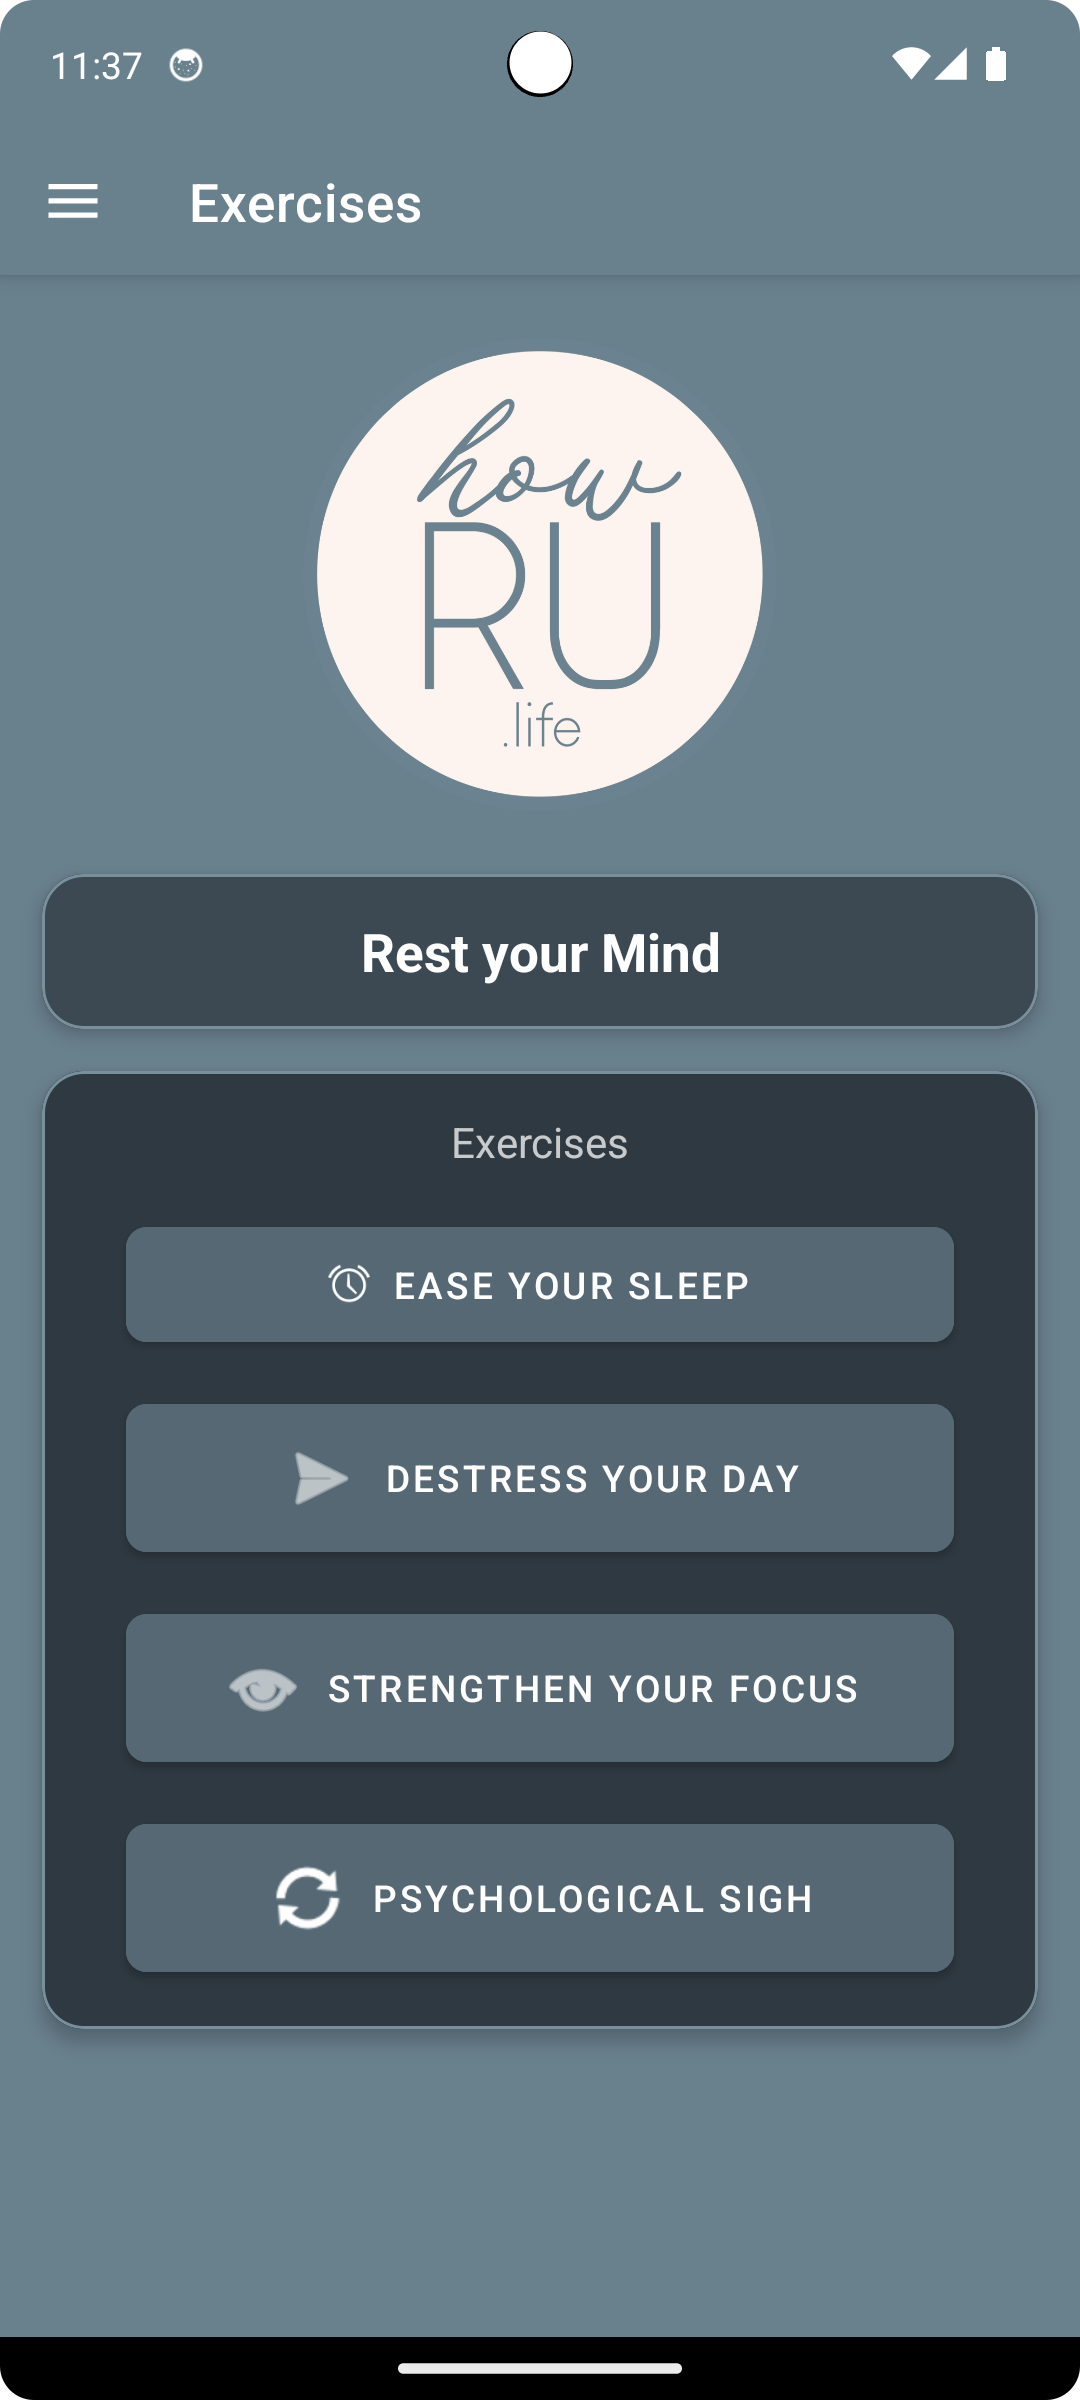 11:37
Exercises
how
RU
.life
Rest your Mind
Exercises
EASE YOUR SLEEP
DESTRESS YOUR DAY
STRENGTHEN YOUR FOCUS
PSYCHOLOGICAL SIGH